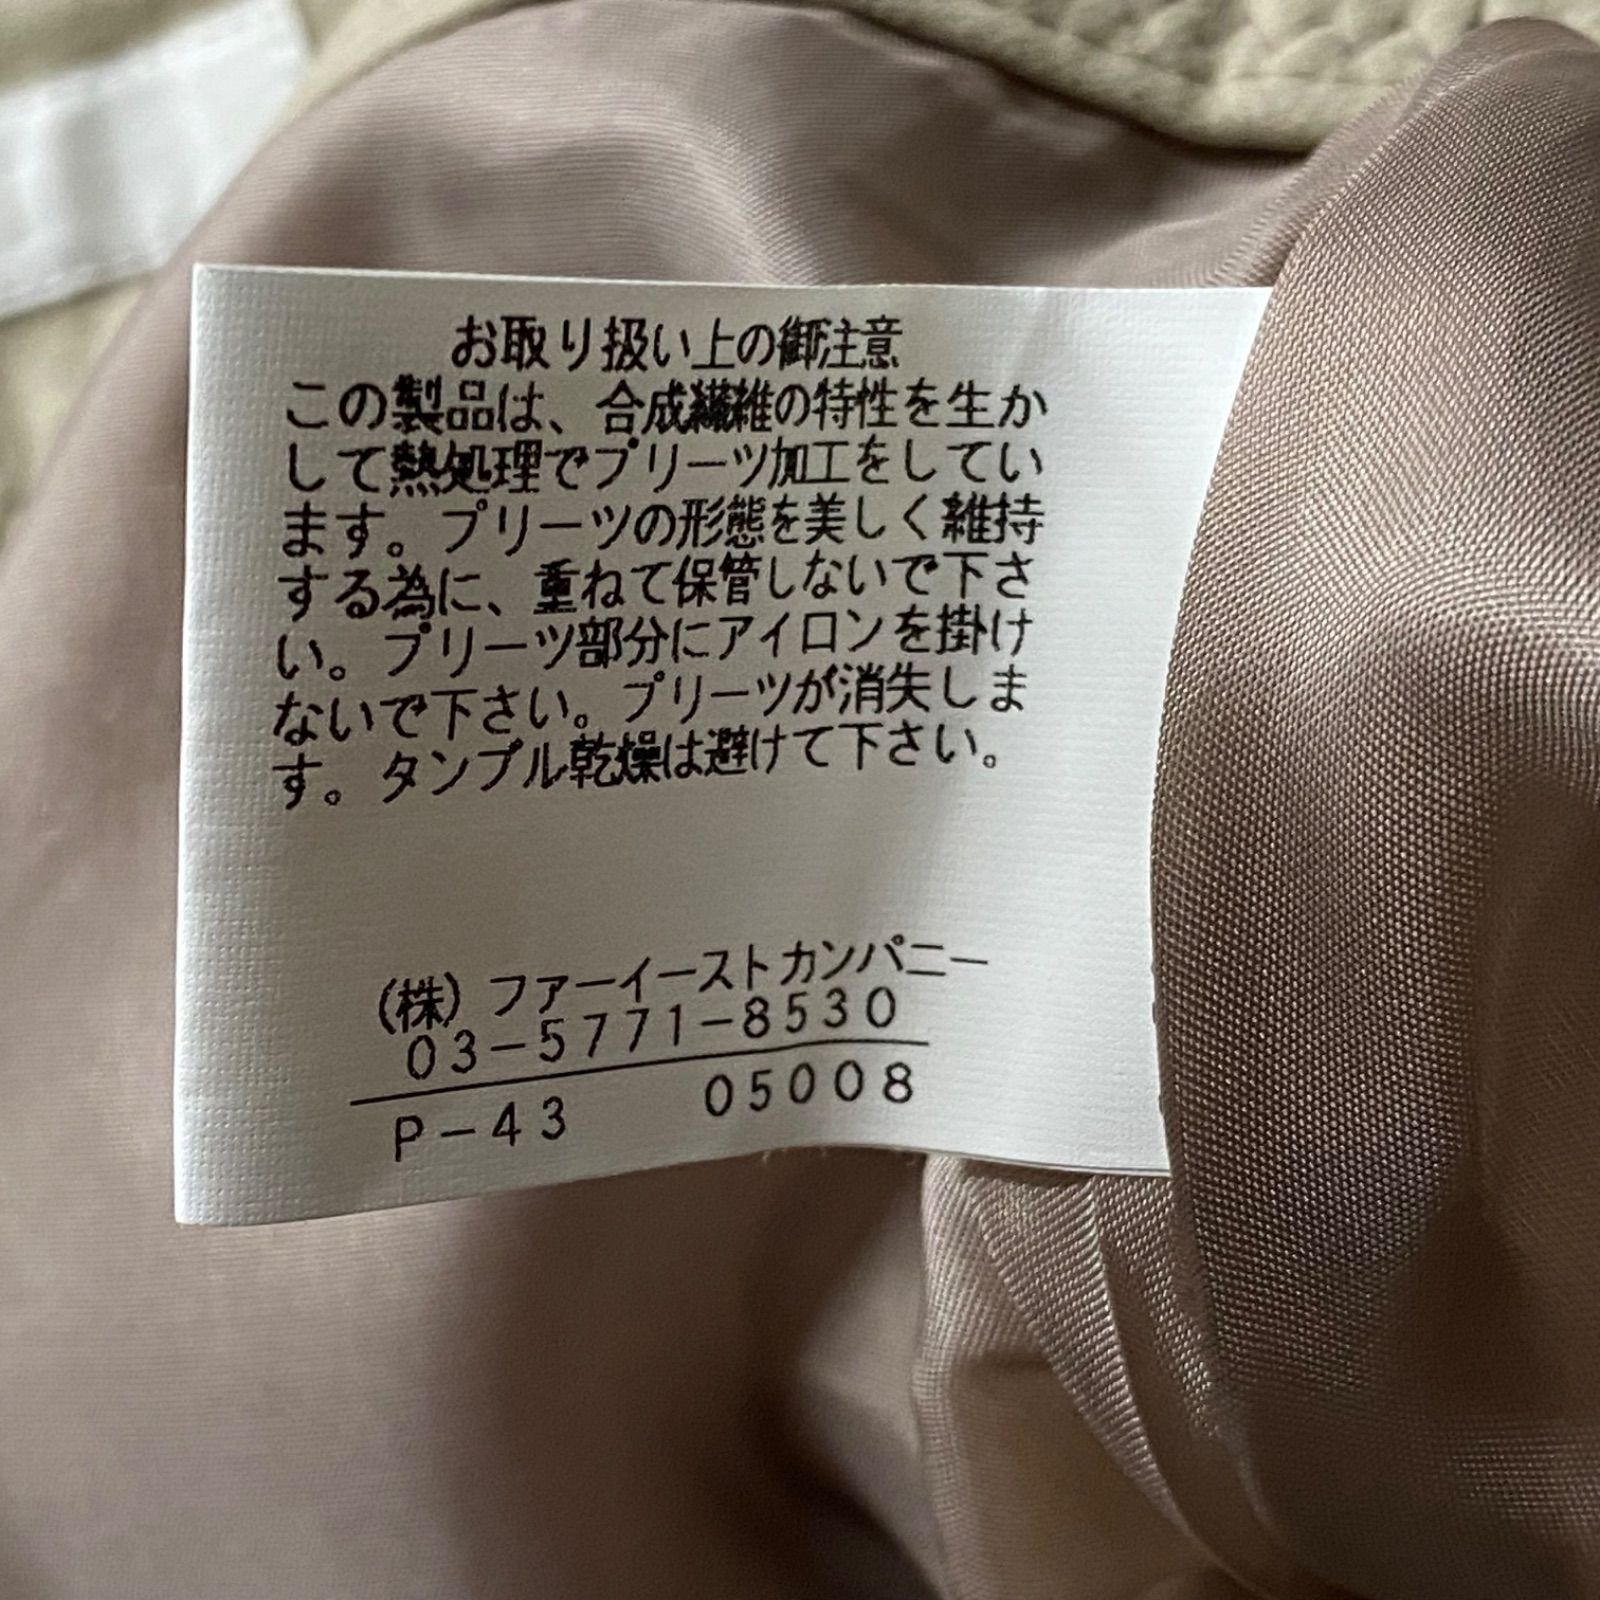 お取り扱い上の御注意
この製品は、合成繊維の特性を生か
して熱処理でプリーツ加工をしてい
ます。プリーツの形態を美しく維持
する為に、重ねて保管しないで下さ
い。プリーツ部分にアイロンを掛け
ないで下さい。プリーツが消失しま
す。タンブル乾燥は避けて下さい。
(株)ファーイーストカンパニー
03-5771-8530
P-43 05008